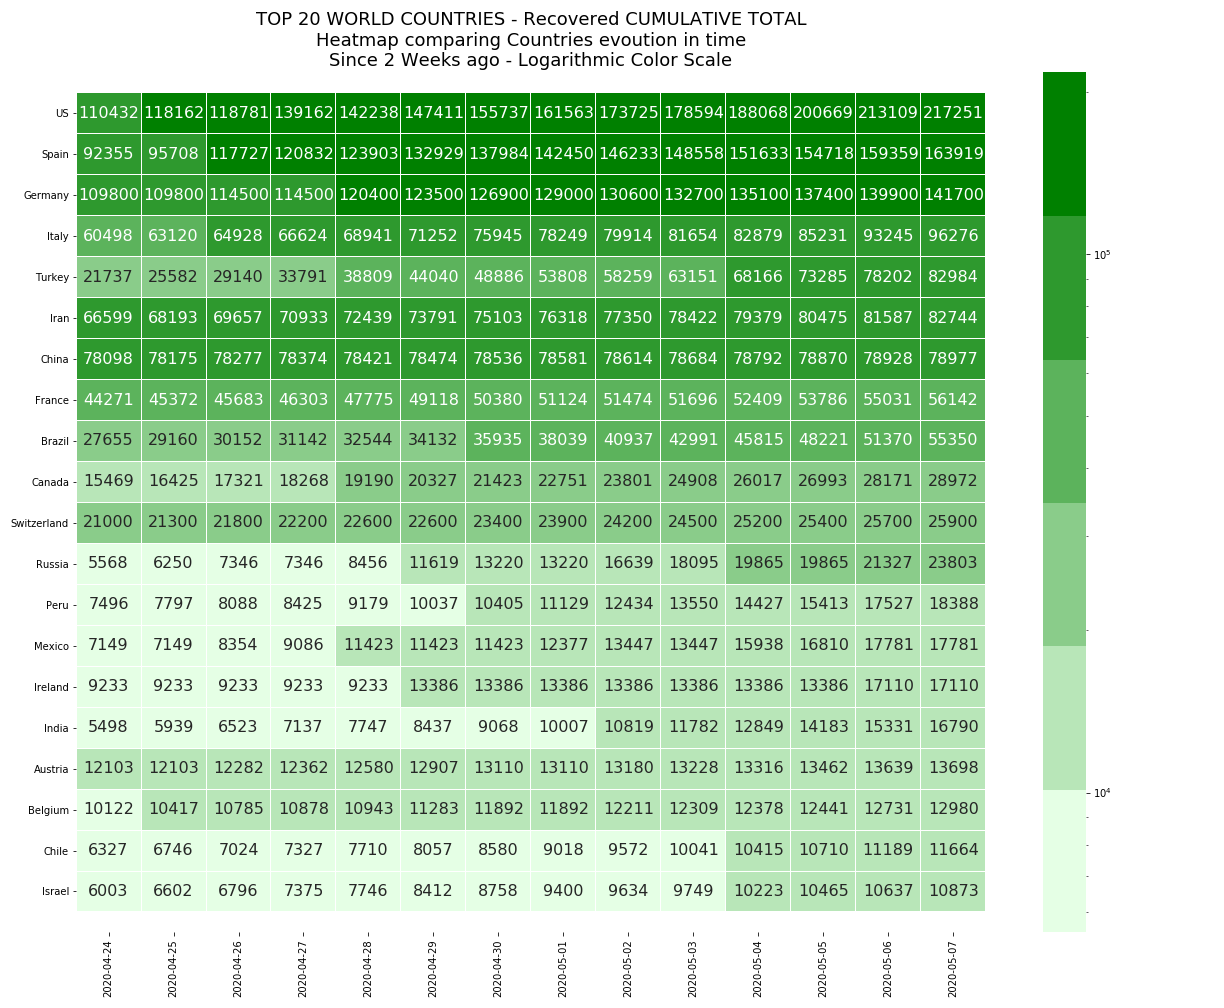 TOP 20 WORLD COUNTRIES - Recovered CUMULATIVE TOTAL
Heatmap comparing Countries evoution in time
Since 2 Weeks ago - Logarithmic Color Scale
US 110432 118162 118781 139162 142238 147411 155737 161563 173725 178594 188068 200669 213109 217251
Spain 92355 95708 117727 120832 123903 132929 137984 142450 146233 148558 151633 154718 159359 163919
Germany 109800 109800 114500 114500 120400 123500 126900 129000 130600 132700 135100 137400 139900 141700
Italy 60498 63120 64928 66624 68941 71252 75945 78249 79914 81654 82879 85231 93245 96276
Turkey 21737 25582 29140 33791 38809 44040 48886 53808 58259 63151 68166 73285 78202 82984
Iran 66599 68193 69657 70933 72439 73791 75103 76318 77350 78422 79379 80475 81587 82744
China 78098 78175 78277 78374 78421 78474 78536 78581 78614 78684 78792 78870 78928 78977
France 44271 45372 45683 46303 47775 49118 50380 51124 51474 51696 52409 53786 55031 56142
Brazil 27655 29160 30152 31142 32544 34132 35935 38039 40937 42991 45815 48221 51370 55350
Canada 15469 16425 17321 18268 19190 20327 21423 22751 23801 24908 26017 26993 28171 28972
Switzerland 21000 21300 21800 22200 22600 22600 23400 23900 24200 24500 25200 25400 25700 25900
Russia 5568 6250 7346 7346 8456 11619 13220 13220 16639 18095 19865 19865 21327 23803
Peru 7496 7797 8088 8425 9179 10037 10405 11129 12434 13550 14427 15413 17527 18388
Mexico 7149 7149 8354 9086 11423 11423 11423 12377 13447 13447 15938 16810 17781 17781
Ireland 9233 9233 9233 9233 9233 13386 13386 13386 13386 13386 13386 13386 17110 17110
India 5498 5939 6523 7137 7747 8437 9068 10007 10819 11782 12849 14183 15331 16790
Austria 12103 12103 12282 12362 12580 12907 13110 13110 13180 13228 13316 13462 13639 13698
Belgium 10122 10417 10785 10878 10943 11283 11892 11892 12211 12309 12378 12441 12731 12980
Chile 6327 6746 7024 7327 7710 8057 8580 9018 9572 10041 10415 10710 11189 11664
Israel 6003 6602 6796 7375 7746 8412 8758 9400 9634 9749 10223 10465 10637 10873
2020-04-24 2020-04-25 2020-04-26 2020-04-27 2020-04-28 2020-04-29 2020-04-30 2020-05-01 2020-05-02 2020-05-03 2020-05-04 2020-05-05 2020-05-06 2020-05-07
10⁵
10⁴